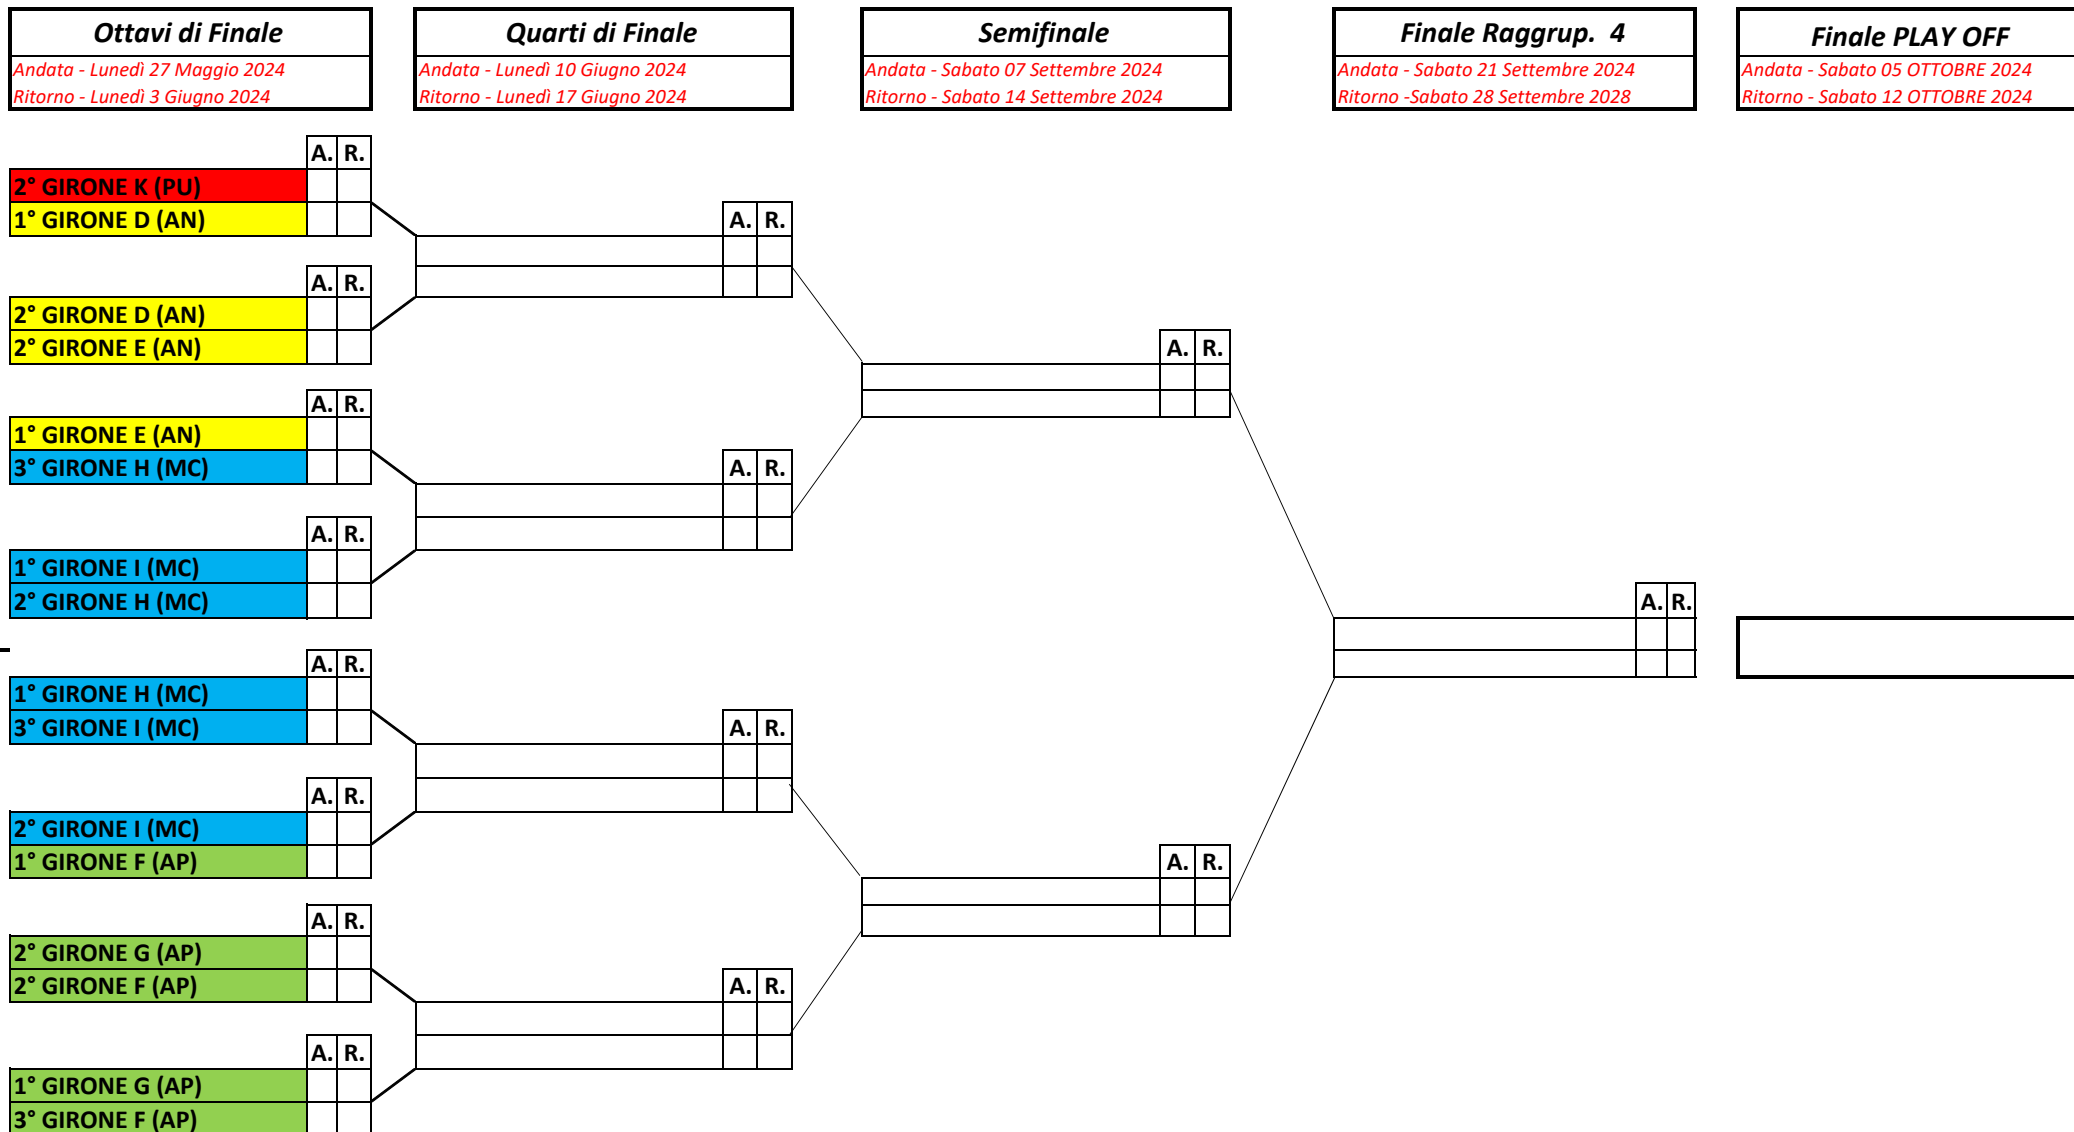 Ottavi di Finale
Andata - Lunedì 27 Maggio 2024
Ritorno - Lunedì 3 Giugno 2024
Quarti di Finale
Andata - Lunedì 10 Giugno 2024
Ritorno - Lunedì 17 Giugno 2024
Semifinale
Andata - Sabato 07 Settembre 2024
Ritorno - Sabato 14 Settembre 2024
Finale Raggrup. 4
Andata - Sabato 21 Settembre 2024
Ritorno -Sabato 28 Settembre 2028
Finale PLAY OFF
Andata - Sabato 05 OTTOBRE 2024
Ritorno - Sabato 12 OTTOBRE 2024
A. R.
2° GIRONE K (PU)
1° GIRONE D (AN)
A. R.
2° GIRONE D (AN)
2° GIRONE E (AN)
A. R.
1° GIRONE E (AN)
3° GIRONE H (MC)
A. R.
1° GIRONE I (MC)
2° GIRONE H (MC)
A. R.
1° GIRONE H (MC)
3° GIRONE I (MC)
A. R.
2° GIRONE I (MC)
1° GIRONE F (AP)
A. R.
2° GIRONE G (AP)
2° GIRONE F (AP)
A. R.
1° GIRONE G (AP)
3° GIRONE F (AP)
A. R.
A. R.
A. R.
A. R.
A. R.
A. R.
A. R.